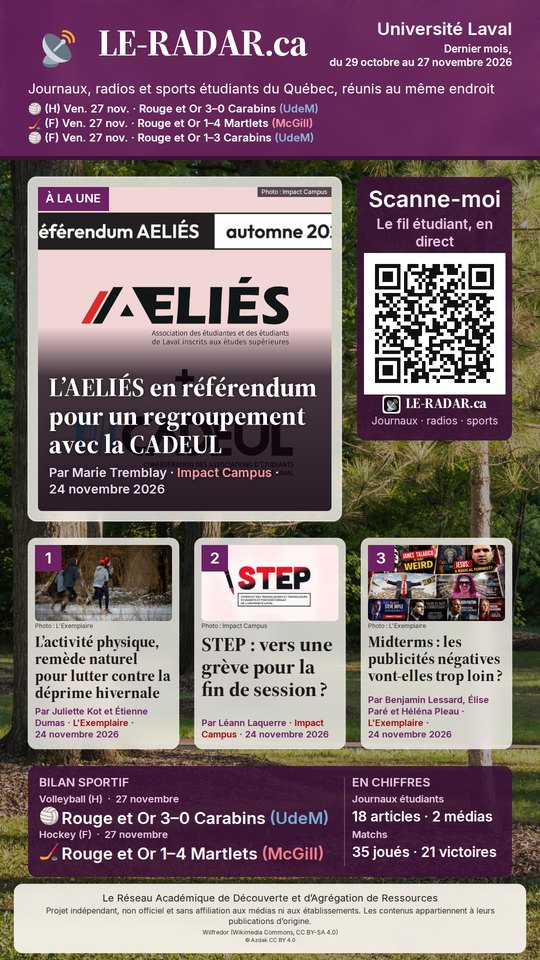 LE-RADAR.ca
Université Laval
Dernier mois,
du 29 octobre au 27 novembre 2026
Journaux, radios et sports étudiants du Québec, réunis au même endroit
(H) Ven. 27 nov. · Rouge et Or 3–0 Carabins (UdeM)
(F) Ven. 27 nov. · Rouge et Or 1–4 Martlets (McGill)
(F) Ven. 27 nov. · Rouge et Or 1–3 Carabins (UdeM)
À LA UNE
Photo : Impact Campus
éférendum AELIÉS
automne 202
AELIÉS
Association des étudiantes et des étudiants
de Laval inscrits aux études supérieures
L'AELIÉS en référendum
pour un regroupement
avec la CADEUL
Par Marie Tremblay · Impact Campus ·
24 novembre 2026
Scanne-moi
Le fil étudiant, en
direct
LE-RADAR.ca
Journaux · radios · sports
1
Photo : L'Exemplaire
L'activité physique,
remède naturel
pour lutter contre la
déprime hivernale
Par Juliette Kot et Étienne
Dumas · L'Exemplaire ·
24 novembre 2026
2
STEP
Photo : Impact Campus
STEP : vers une
grève pour la
fin de session ?
Par Léann Laquerre · Impact
Campus · 24 novembre 2026
3
JAMES TALARICO
WEIRD
JESUS:
A RADICAL FEMINIST
Photo : L'Exemplaire
Midterms : les
publicités négatives
vont-elles trop loin ?
Par Benjamin Lessard, Élise
Paré et Héléna Pleau ·
L'Exemplaire ·
24 novembre 2026
BILAN SPORTIF
Volleyball (H) · 27 novembre
Rouge et Or 3–0 Carabins (UdeM)
Hockey (F) · 27 novembre
Rouge et Or 1–4 Martlets (McGill)
EN CHIFFRES
Journaux étudiants
18 articles · 2 médias
Matchs
35 joués · 21 victoires
Le Réseau Académique de Découverte et d'Agrégation de Ressources
Projet indépendant, non officiel et sans affiliation aux médias ni aux établissements. Les contenus appartiennent à leurs
publications d'origine.
Wilfredor (Wikimedia Commons, CC BY-SA 4.0)
© Azdak CC BY 4.0